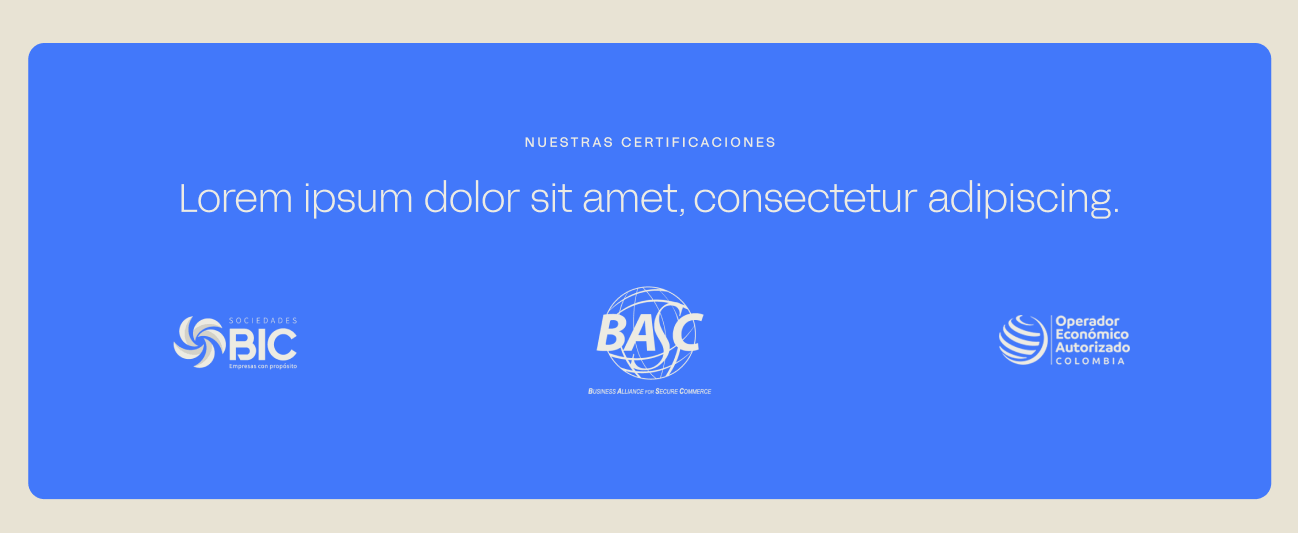 NUESTRAS CERTIFICACIONES
Lorem ipsum dolor sit amet, consectetur adipiscing.
SOCIEDADES
BIC
Empresas con propósito
BASC
BUSINESS ALLIANCE FOR SECURE COMMERCE
Operador
Económico
Autorizado
COLOMBIA